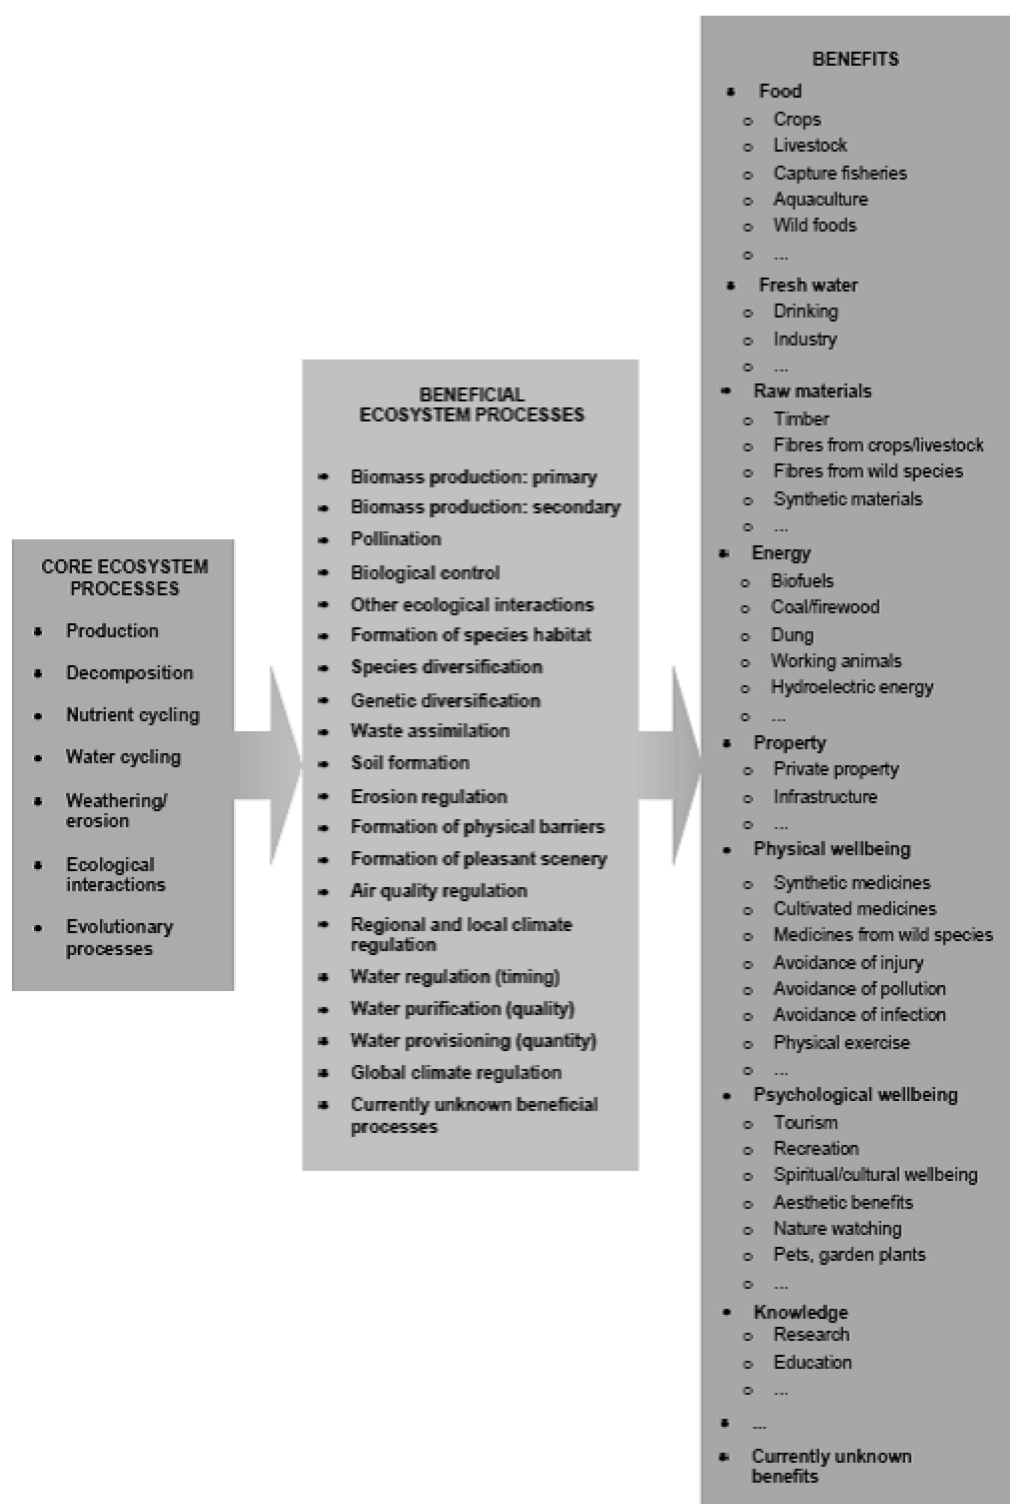 CORE ECOSYSTEM
PROCESSES
• Production
• Decomposition
• Nutrient cycling
• Water cycling
• Weathering/
erosion
• Ecological
interactions
• Evolutionary
processes
BENEFICIAL
ECOSYSTEM PROCESSES
• Biomass production: primary
• Biomass production: secondary
• Pollination
• Biological control
• Other ecological interactions
• Formation of species habitat
• Species diversification
• Genetic diversification
• Waste assimilation
• Soil formation
• Erosion regulation
• Formation of physical barriers
• Formation of pleasant scenery
• Air quality regulation
• Regional and local climate
regulation
• Water regulation (timing)
• Water purification (quality)
• Water provisioning (quantity)
• Global climate regulation
• Currently unknown beneficial
processes
BENEFITS
• Food
o Crops
o Livestock
o Capture fisheries
o Aquaculture
o Wild foods
o ...
• Fresh water
o Drinking
o Industry
o ...
• Raw materials
o Timber
o Fibres from crops/livestock
o Fibres from wild species
o Synthetic materials
o ...
• Energy
o Biofuels
o Coal/firewood
o Dung
o Working animals
o Hydroelectric energy
o ...
• Property
o Private property
o Infrastructure
o ...
• Physical wellbeing
o Synthetic medicines
o Cultivated medicines
o Medicines from wild species
o Avoidance of injury
o Avoidance of pollution
o Avoidance of infection
o Physical exercise
o ...
• Psychological wellbeing
o Tourism
o Recreation
o Spiritual/cultural wellbeing
o Aesthetic benefits
o Nature watching
o Pets, garden plants
o ...
• Knowledge
o Research
o Education
o ...
• ...
• Currently unknown
benefits